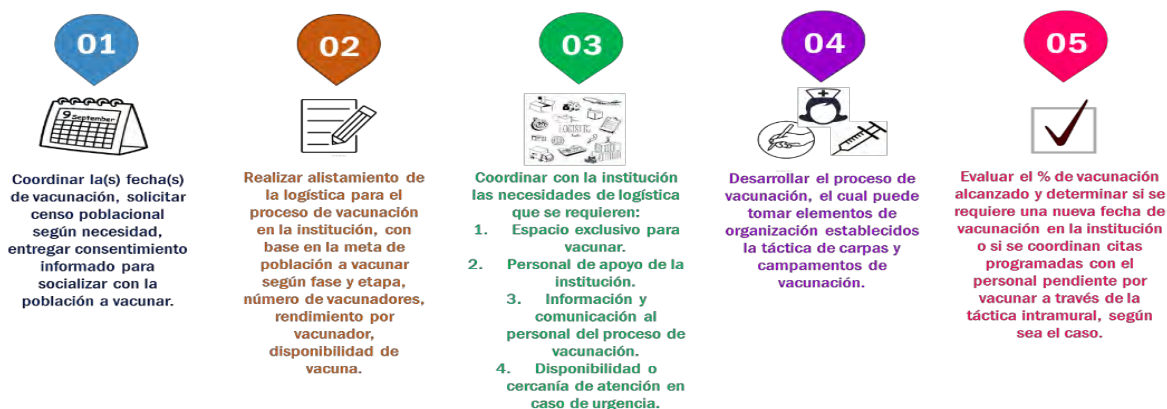 01
9 September
Coordinar la(s) fecha(s)
de vacunación, solicitar
censo poblacional
según necesidad,
entregar consentimiento
informado para
socializar con la
población a vacunar.
02
Realizar alistamiento de
la logística para el
proceso de vacunación
en la institución, con
base en la meta de
población a vacunar
según fase y etapa,
número de vacunadores,
rendimiento por
vacunador,
disponibilidad de
vacuna.
03
Coordinar con la institución
las necesidades de logística
que se requieren:
1. Espacio exclusivo para
vacunar.
2. Personal de apoyo de la
institución.
3. Información y
comunicación al
personal del proceso de
vacunación.
4. Disponibilidad o
cercanía de atención en
caso de urgencia.
04
Desarrollar el proceso de
vacunación, el cual puede
tomar elementos de
organización establecidos
la táctica de carpas y
campamentos de
vacunación.
05
Evaluar el % de vacunación
alcanzado y determinar si se
requiere una nueva fecha de
vacunación en la institución
o si se coordinan citas
programadas con el
personal pendiente por
vacunar a través de la
táctica intramural, según
sea el caso.